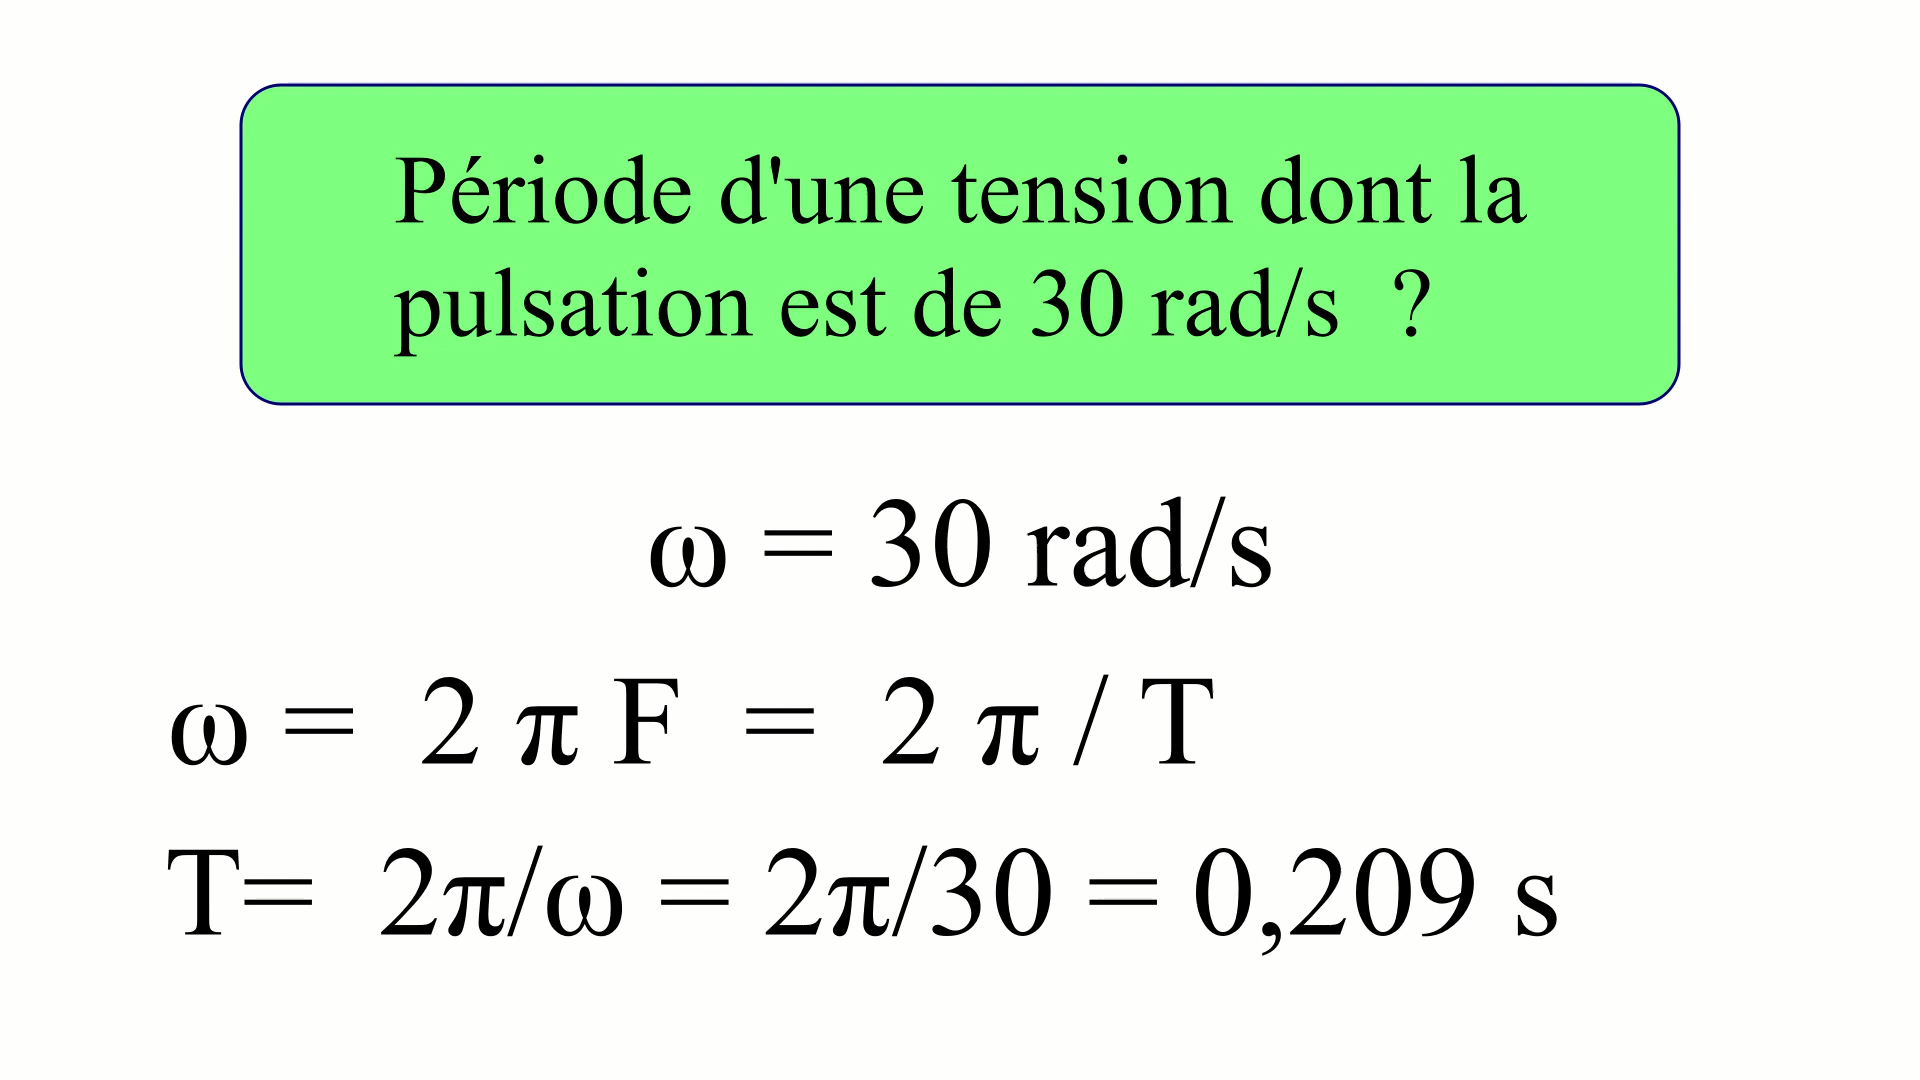 Période d'une tension dont la
pulsation est de 30 rad/s ?
ω = 30 rad/s
ω = 2 π F = 2 π / T
T= 2π/ω = 2π/30 = 0,209 s